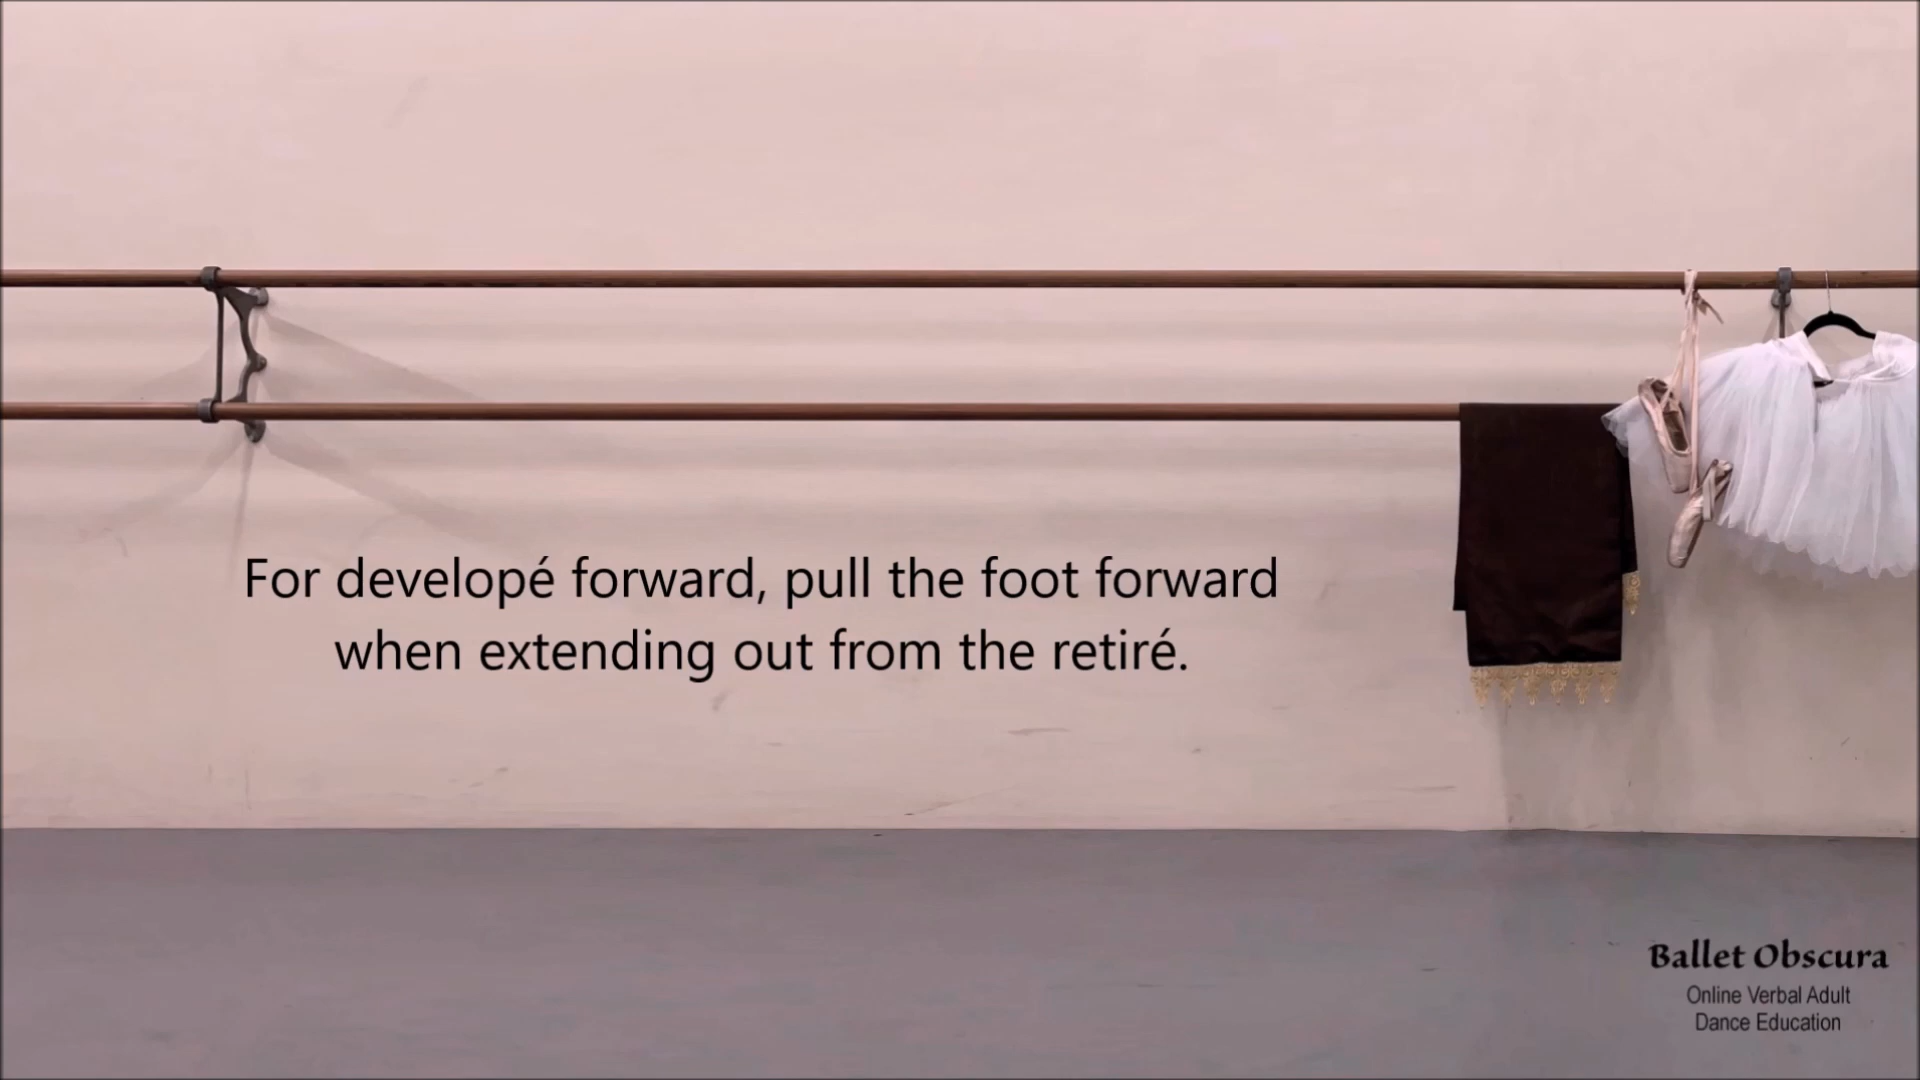 For developé forward, pull the foot forward
when extending out from the retiré.
Ballet Obscura
Online Verbal Adult
Dance Education